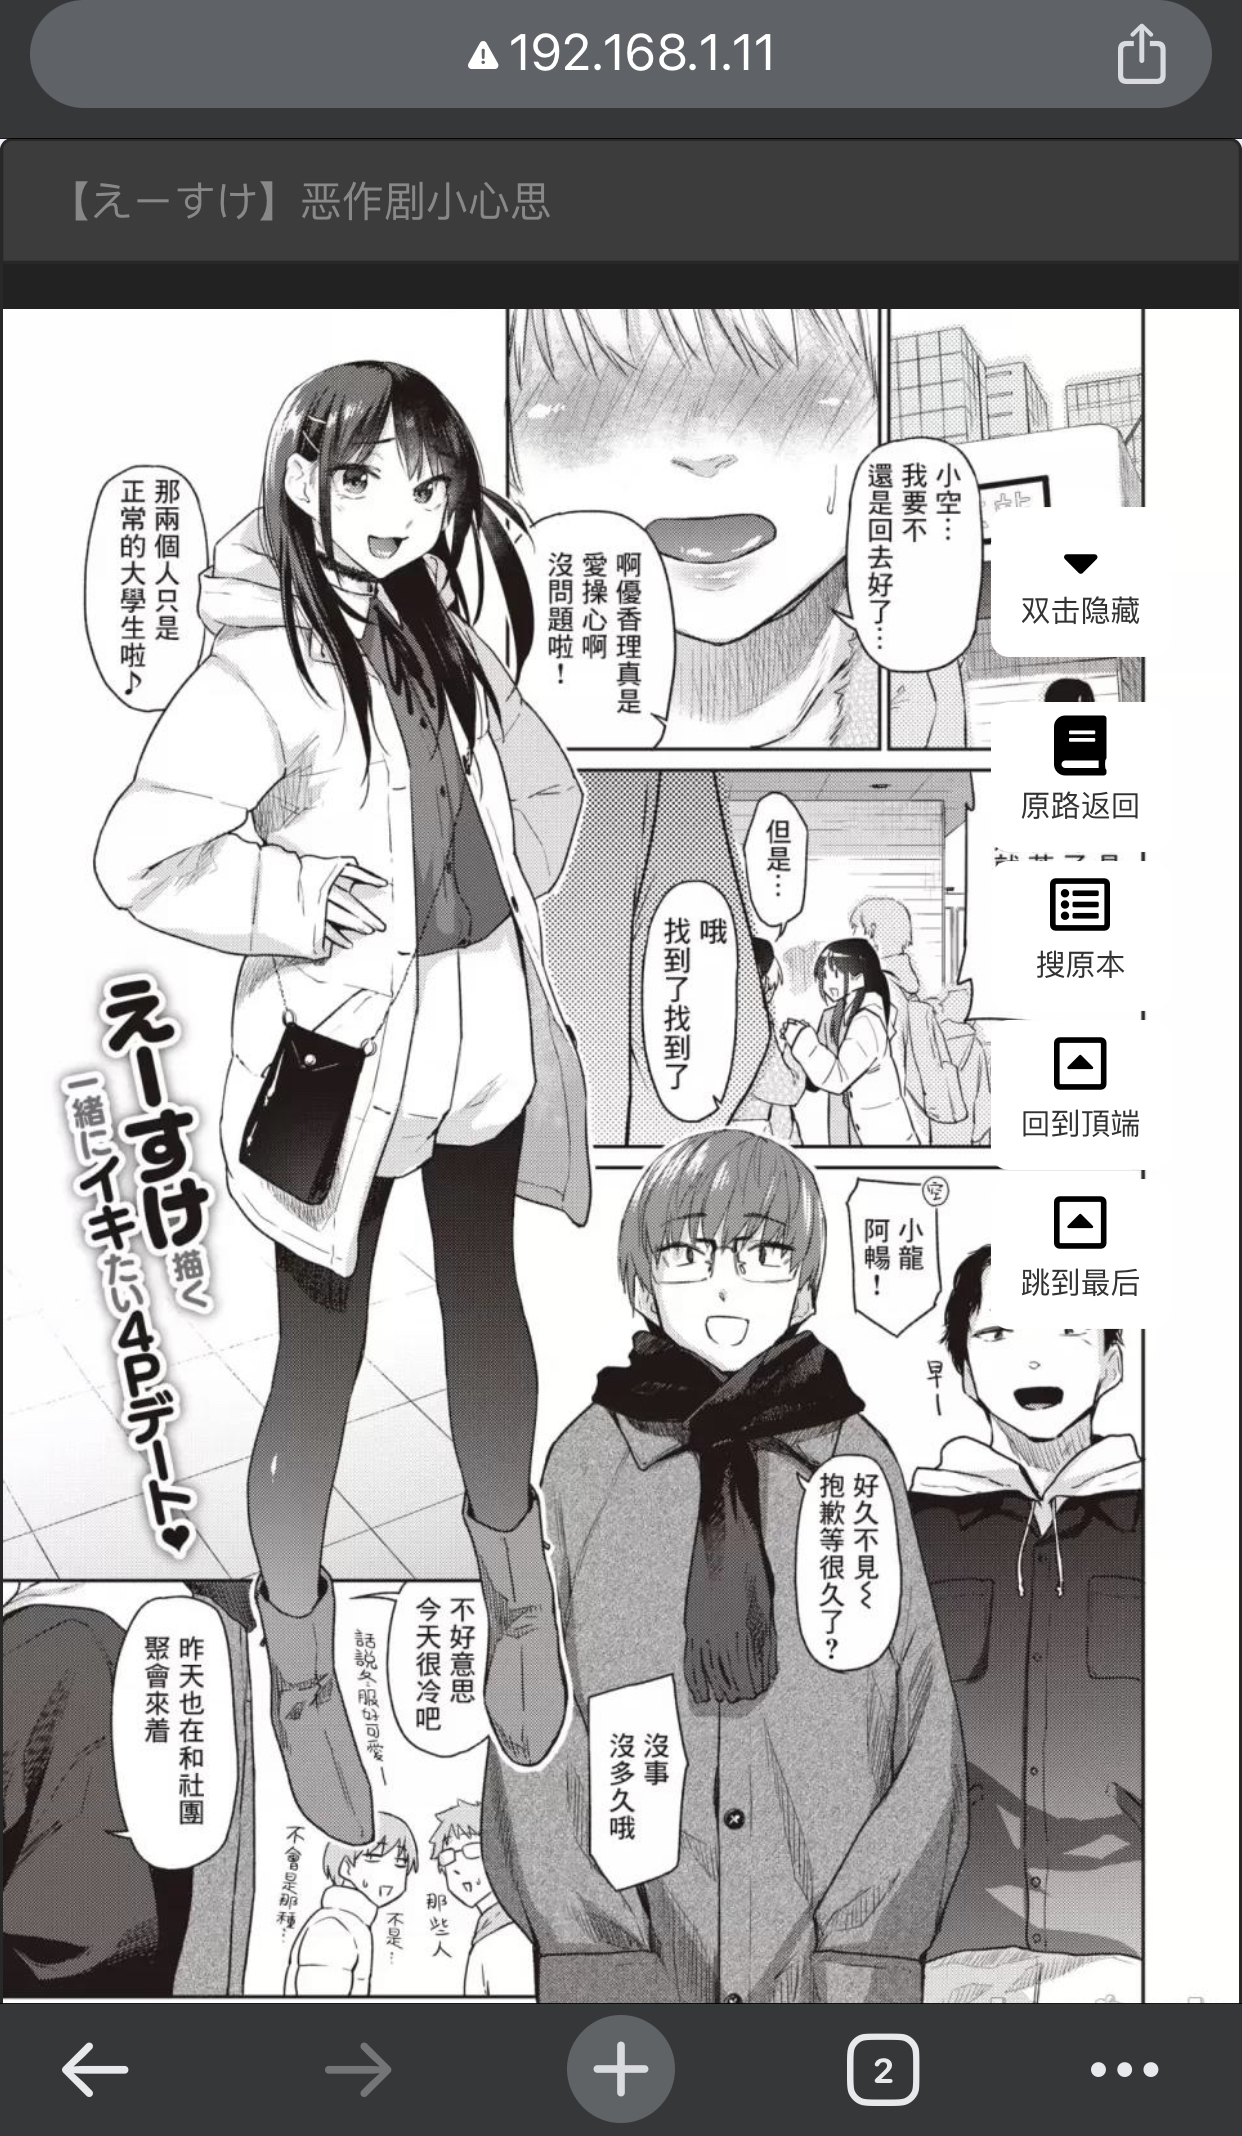 192.168.1.11
【えーすけ】恶作剧小心思
小空…
我要不
還是回去好了…
啊優香理真是
愛操心啊
沒問題啦！
那兩個人只是
正常的大學生啦♪
但是…
哦
找到了找到了
えーすけ描く
一緒にイキたい4Pデート♥
空
小龍
阿暢！
早ー
好久不見~
抱歉等很久了?
沒事
沒多久哦
不好意思
今天很冷吧
話說冬服好可愛ー
昨天也在和社團
聚會來着
那些人
不是…
不會是那種…
双击隐藏
原路返回
搜原本
回到頂端
跳到最后
2